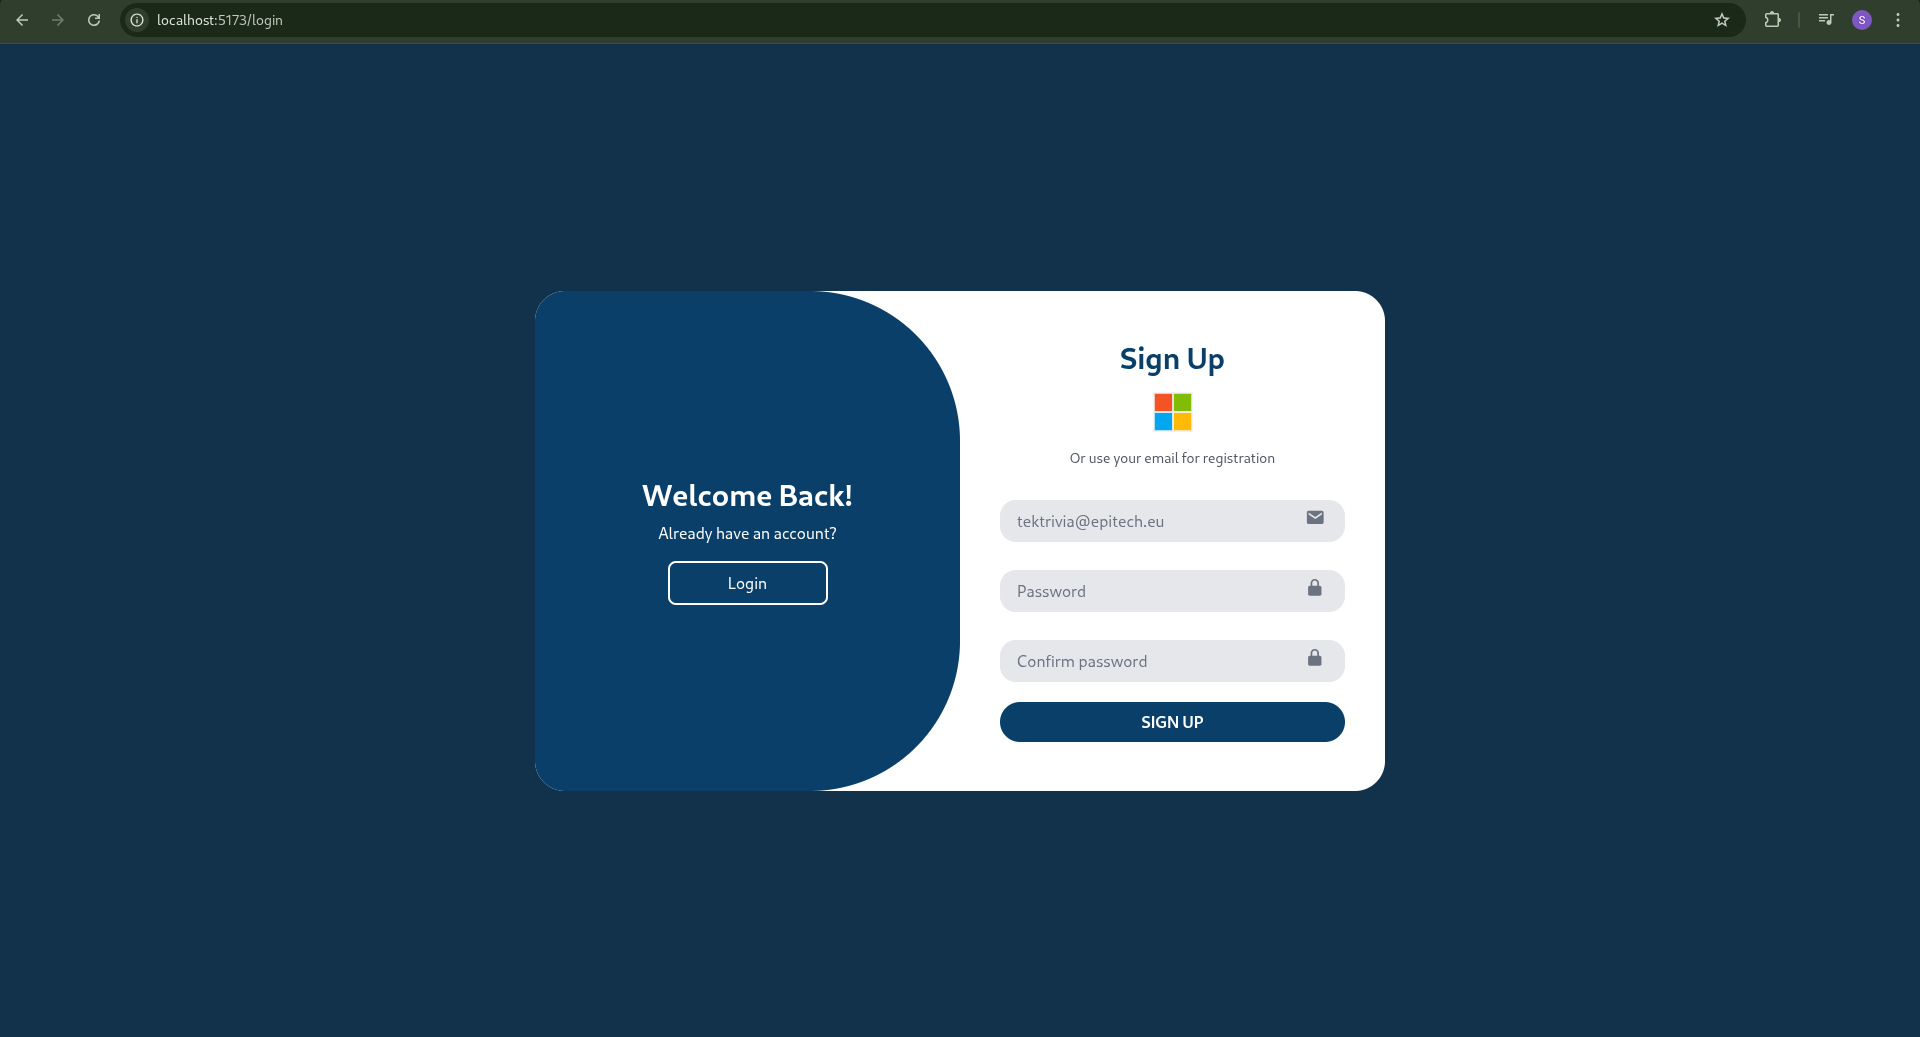 localhost:5173/login
S
Welcome Back!
Already have an account?
Login
Sign Up
Or use your email for registration
tektrivia@epitech.eu
Password
Confirm password
SIGN UP